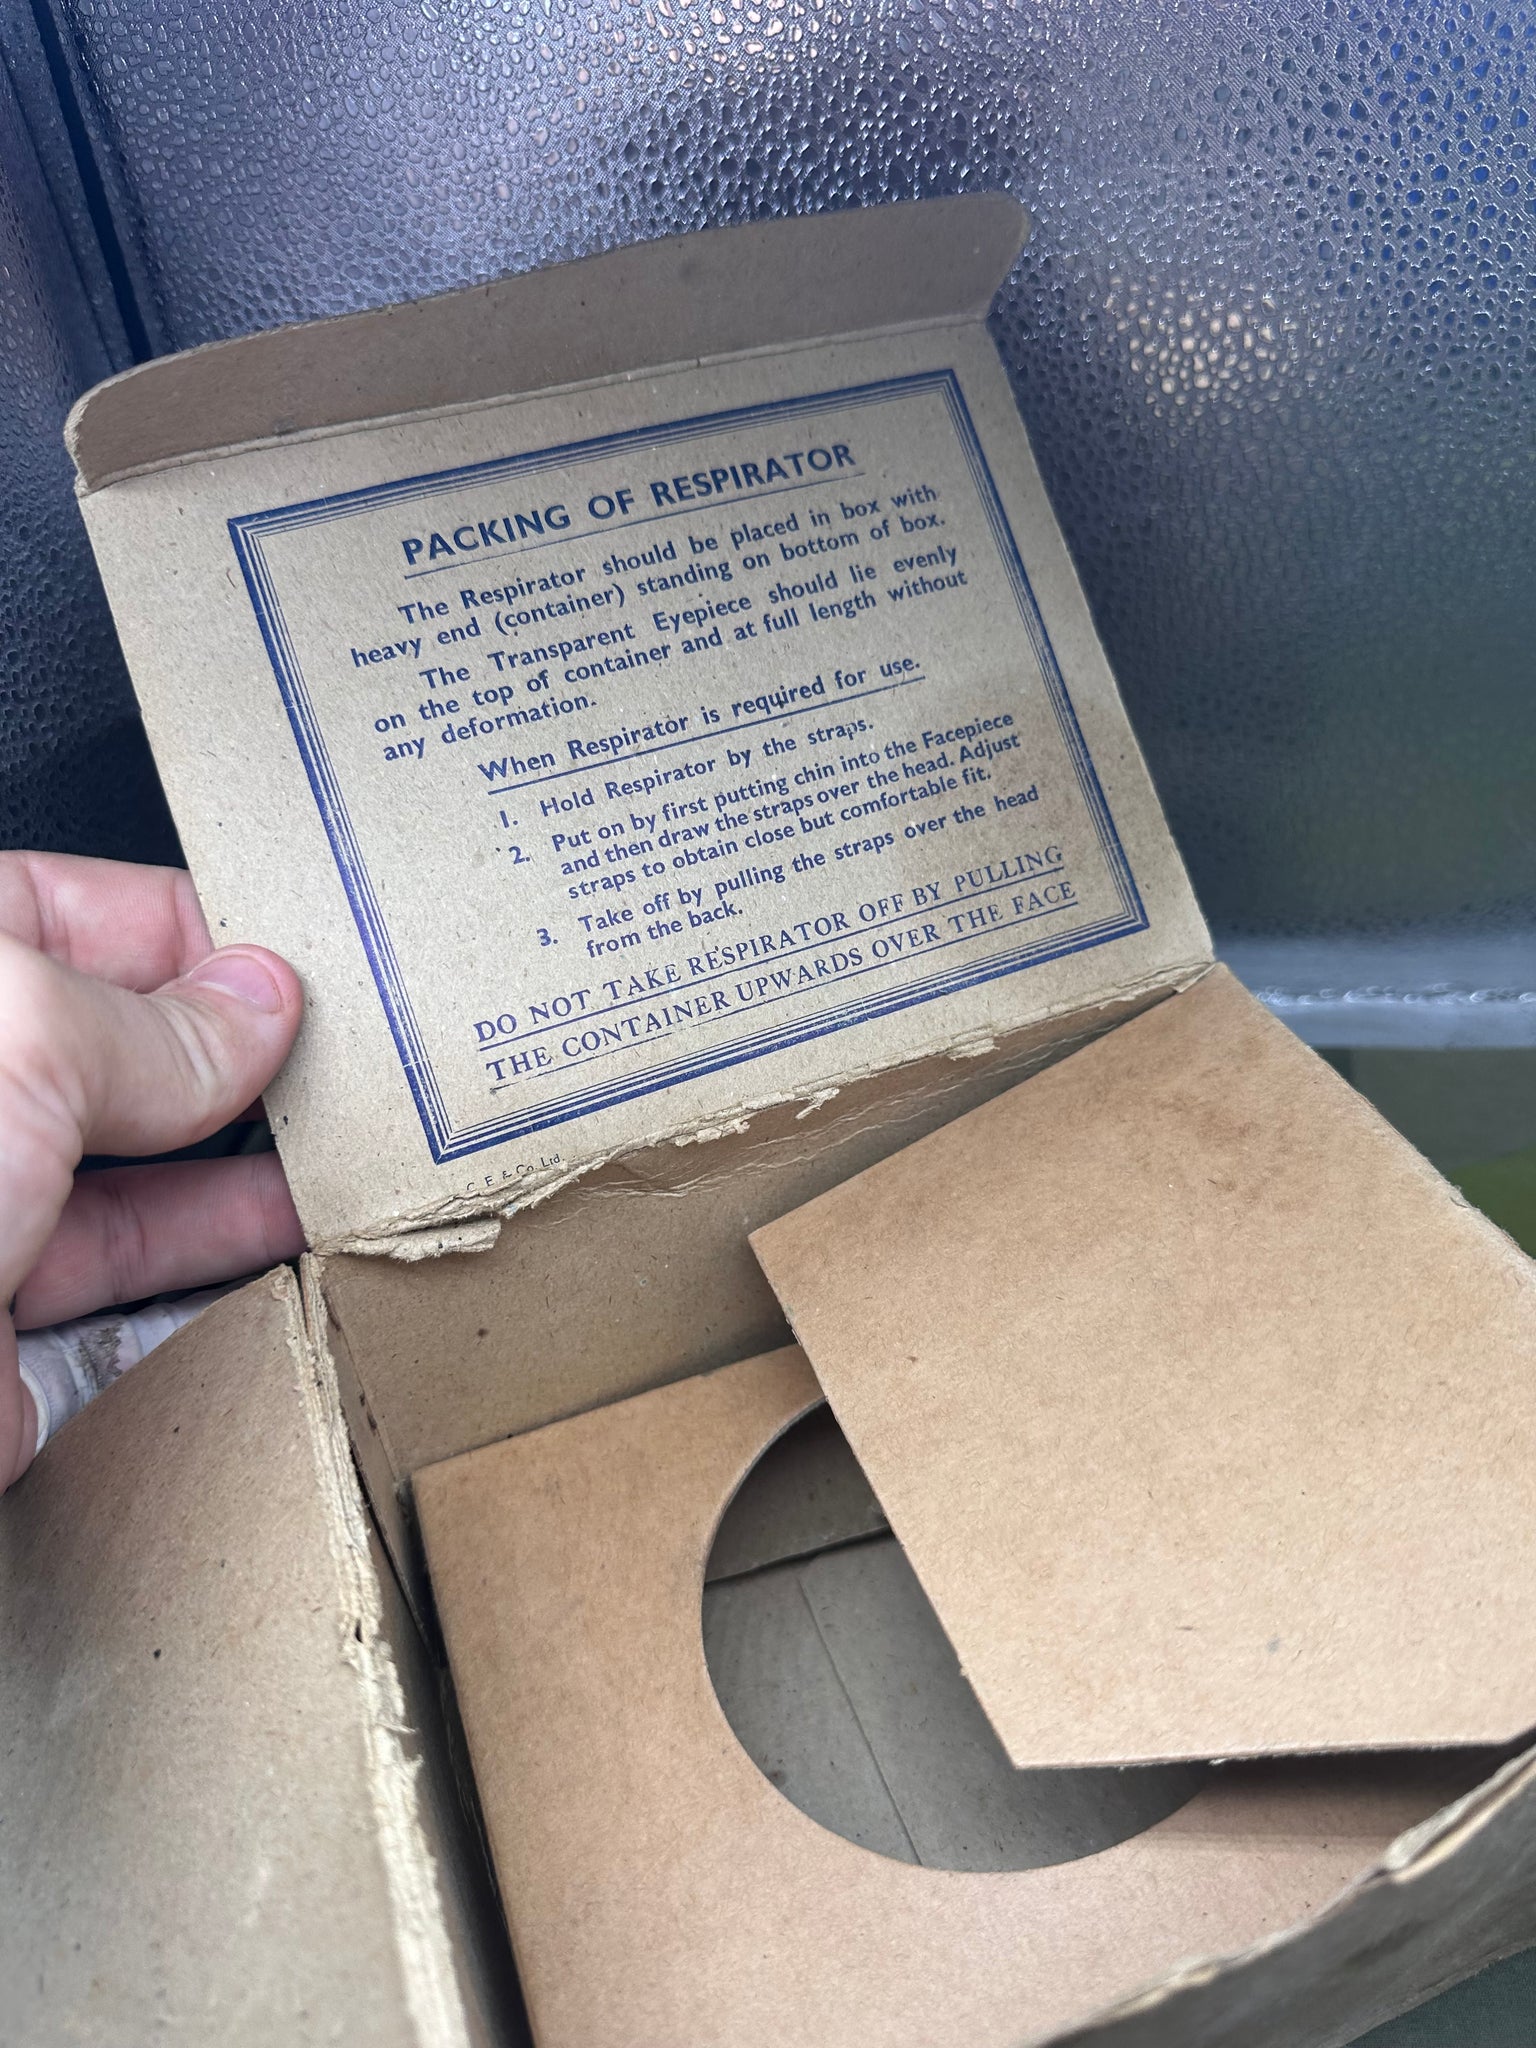 PACKING OF RESPIRATOR
The Respirator should be placed in box with
heavy end (container) standing on bottom of box.
The Transparent Eyepiece should lie evenly
on the top of container and at full length without
any deformation.
When Respirator is required for use.
1. Hold Respirator by the straps.
2. Put on by first putting chin into the Facepiece
and then draw the straps over the head. Adjust
straps to obtain close but comfortable fit.
3. Take off by pulling the straps over the head
from the back.
DO NOT TAKE RESPIRATOR OFF BY PULLING
THE CONTAINER UPWARDS OVER THE FACE
& Co. Ltd.